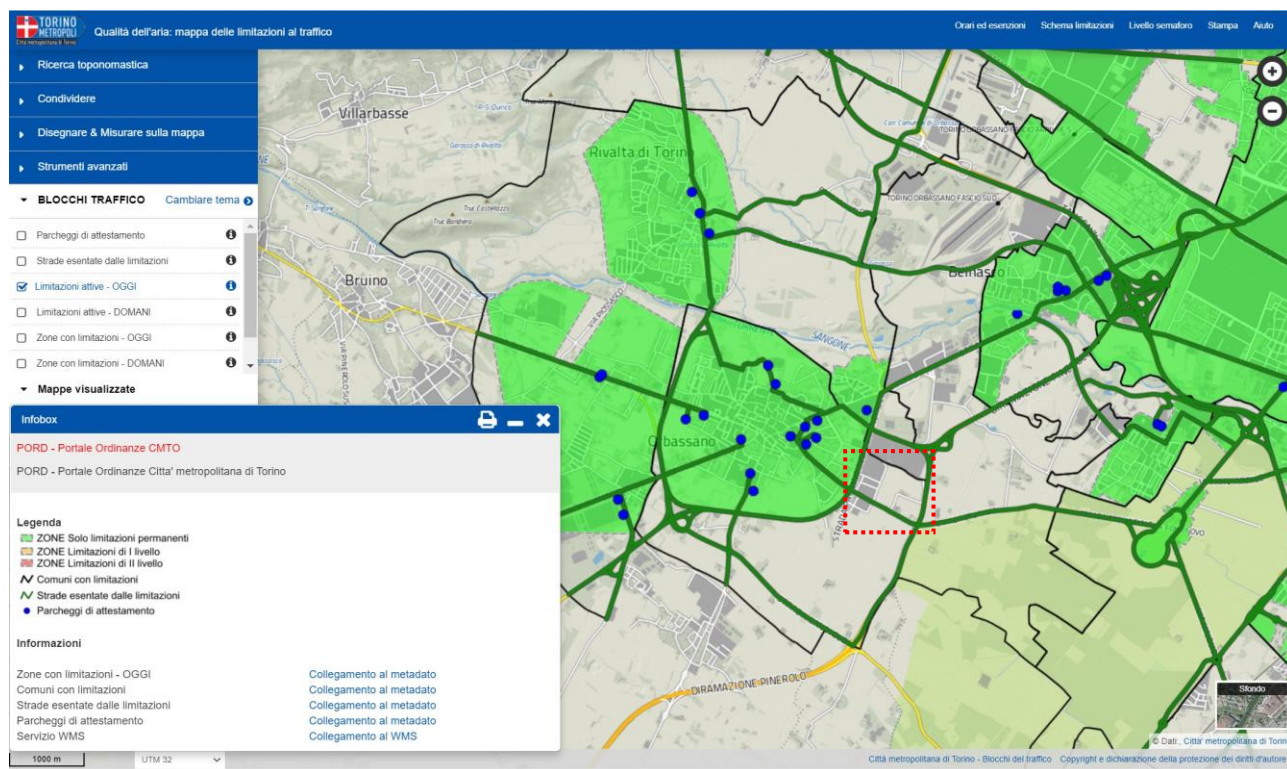 TORINO
METROPOLI
Città metropolitana di Torino
Qualità dell'aria: mappa delle limitazioni al traffico
Orari ed esenzioni
Schema limitazioni
Livello semaforo
Stampa
Aiuto
Ricerca toponomastica
Condividere
Disegnare & Misurare sulla mappa
Strumenti avanzati
BLOCCHI TRAFFICO
Cambiare tema
Parcheggi di attestamento
Strade esentate dalle limitazioni
Limitazioni attive - OGGI
Limitazioni attive - DOMANI
Zone con limitazioni - OGGI
Zone con limitazioni - DOMANI
Mappe visualizzate
Villarbasse
Rivalta di Torino
TORINO ORBASSANO FASCIO SUD
Truc Castellazzo
Bruino
VIA PIOSSASCO
Beinasco
SANGONE
Orbassano
DIRAMAZIONE PINEROLO
Infobox
PORD - Portale Ordinanze CMTO
PORD - Portale Ordinanze Citta' metropolitana di Torino
Legenda
ZONE Solo limitazioni permanenti
ZONE Limitazioni di I livello
ZONE Limitazioni di II livello
Comuni con limitazioni
Strade esentate dalle limitazioni
Parcheggi di attestamento
Informazioni
Zone con limitazioni - OGGI Collegamento al metadato
Comuni con limitazioni Collegamento al metadato
Strade esentate dalle limitazioni Collegamento al metadato
Parcheggi di attestamento Collegamento al metadato
Servizio WMS Collegamento al WMS
Sfondo
© Dati:, Citta' metropolitana di Torin
1000 m
UTM 32
Città metropolitana di Torino - Blocchi del traffico
Copyright e dichiarazione della protezione dei diritti d'autore